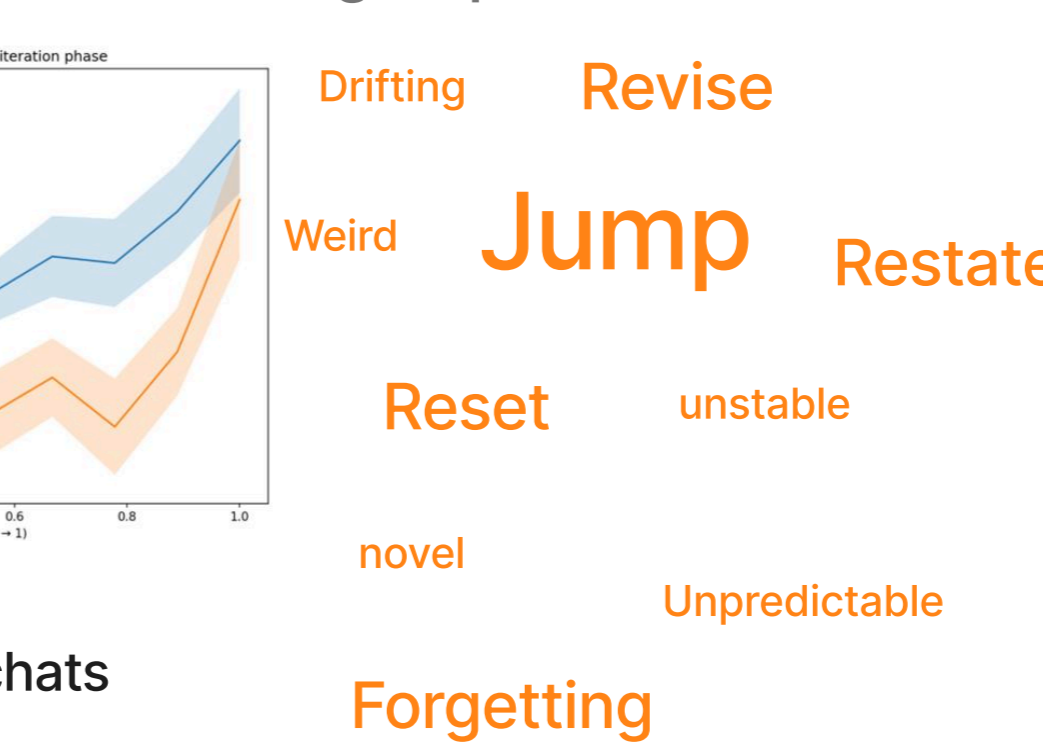 iteration phase
Drifting
Revise
Weird
Jump
Restate
Reset
unstable
0.6
0.8
1.0
→ 1)
novel
Unpredictable
chats
Forgetting